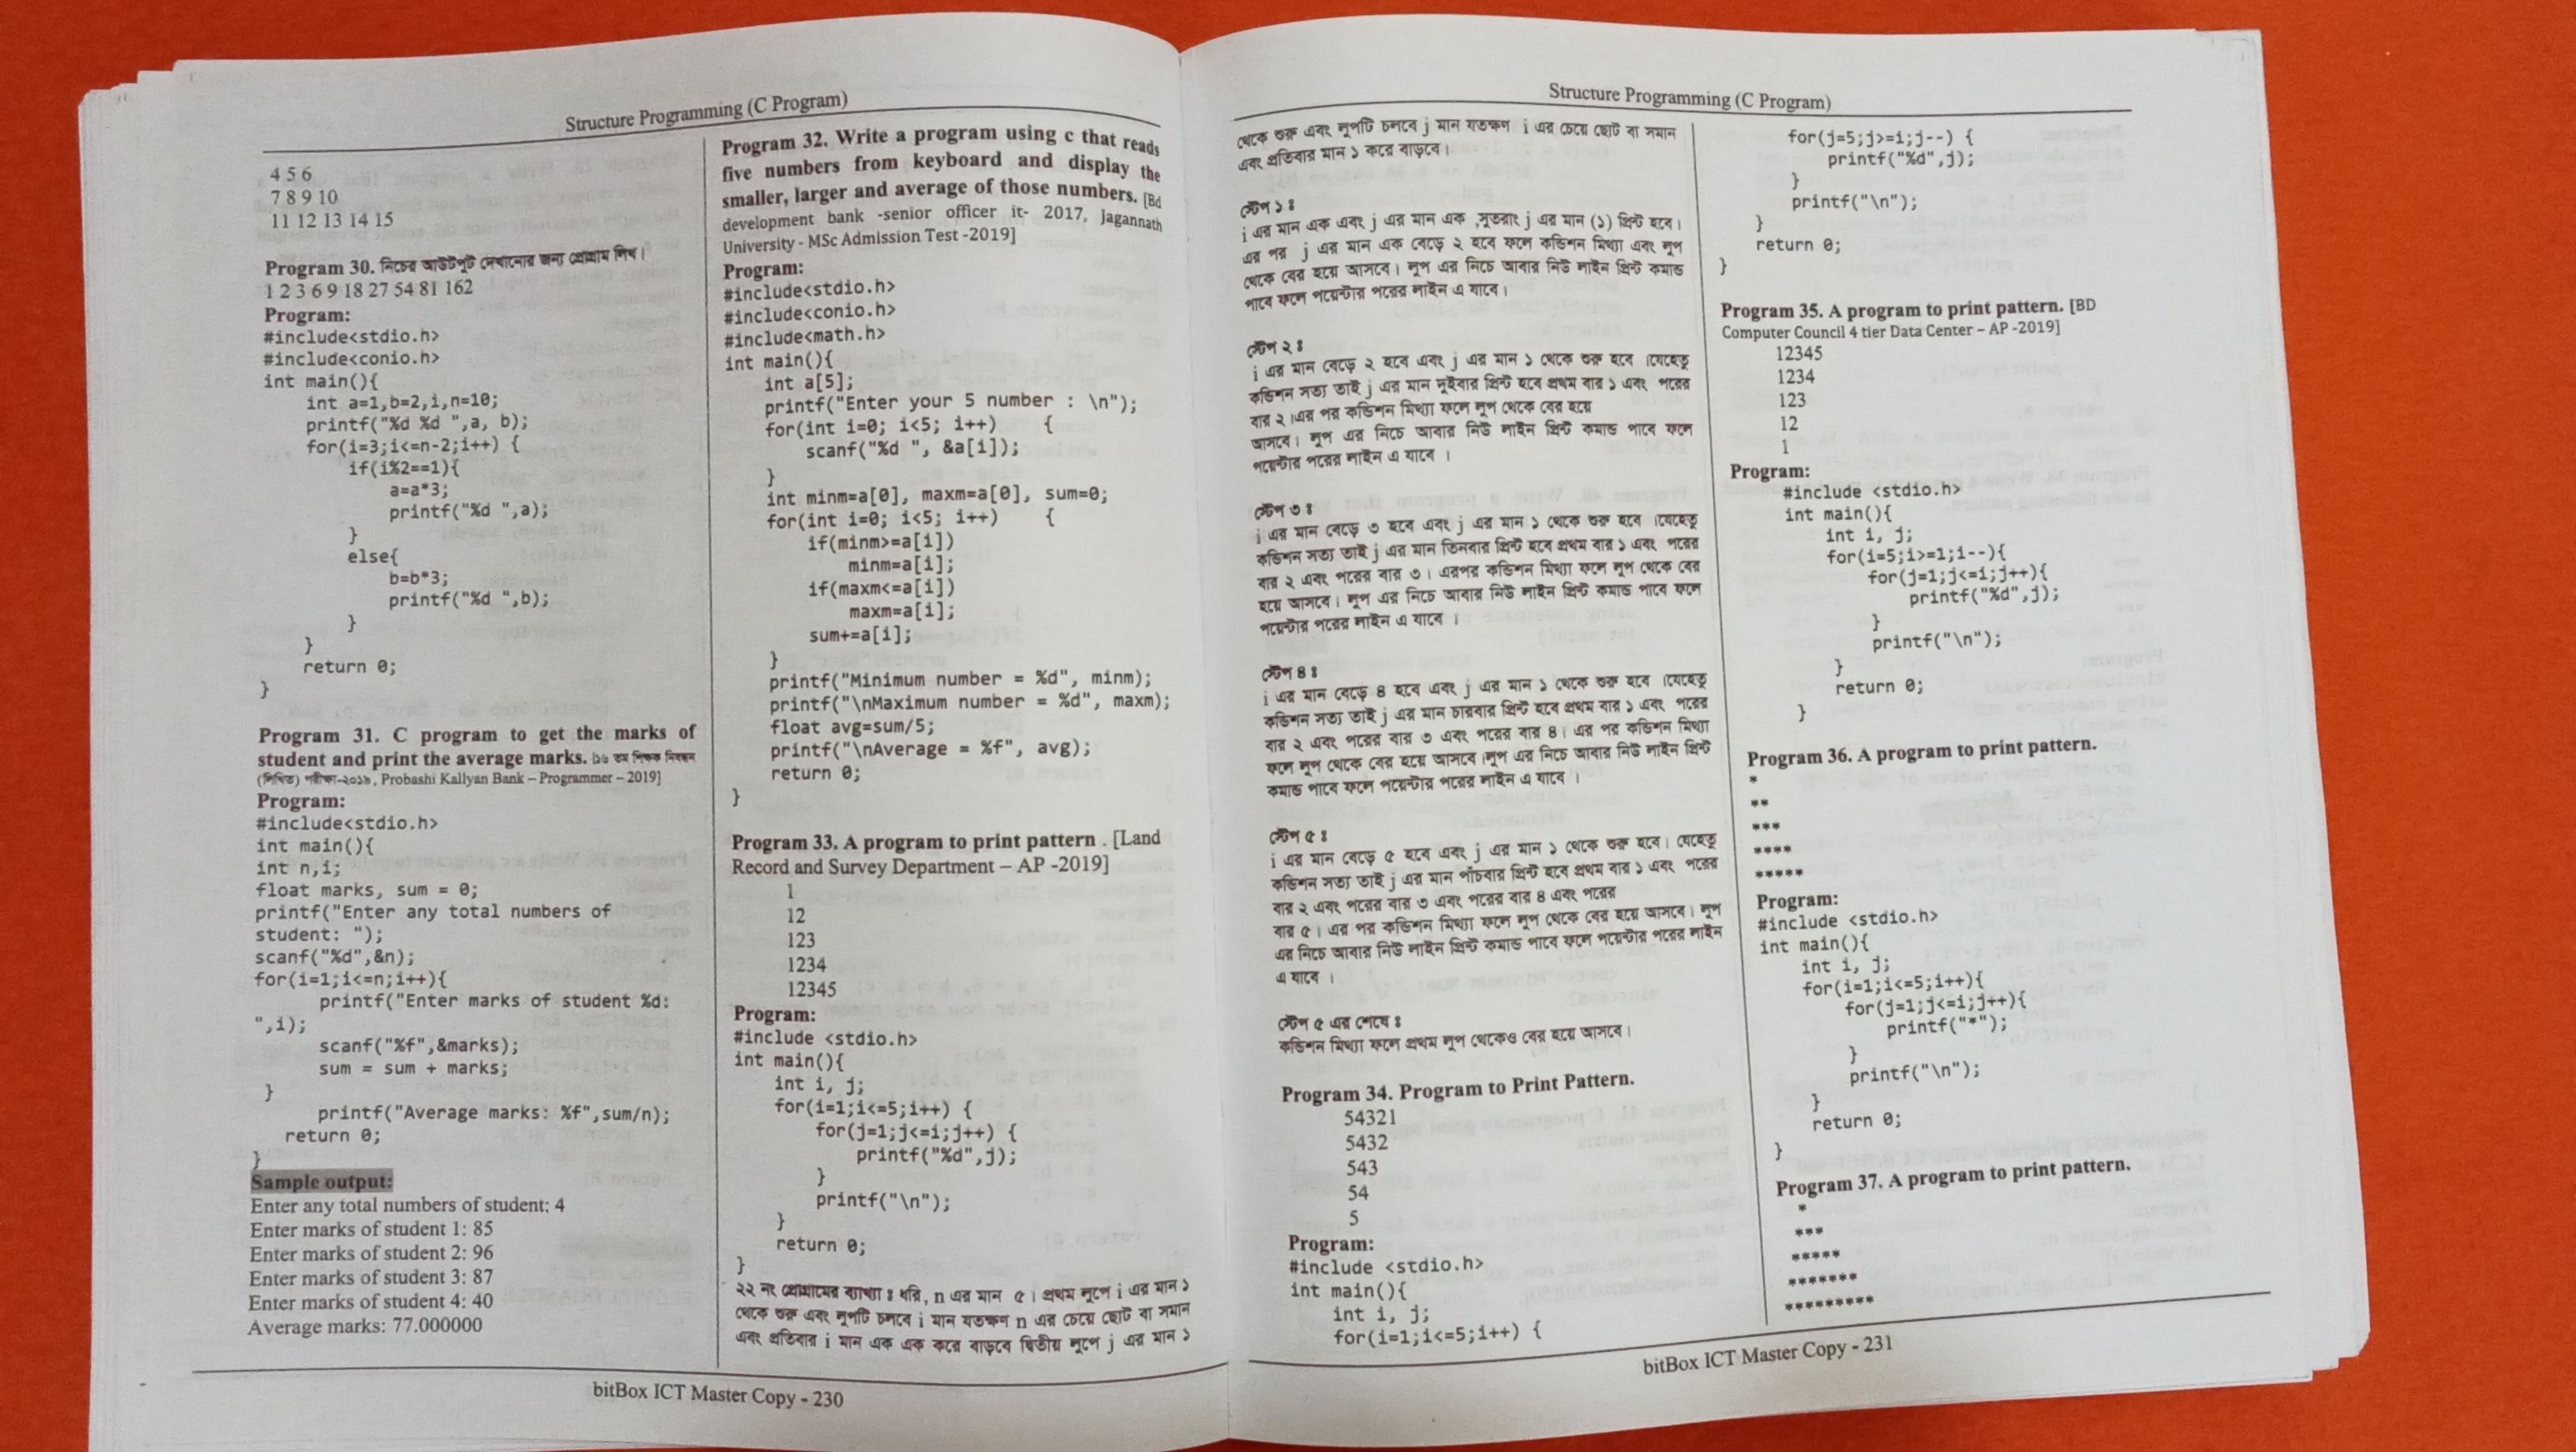 Structure Programming (C Program)
4 5 6
7 8 9 10
11 12 13 14 15
Program 30. নিচের আউটপুট দেখানোর জন্য প্রোগ্রাম লিখ।
1 2 3 6 9 18 27 54 81 162
Program:
#include<stdio.h>
#include<conio.h>
int main(){
int a=1,b=2,i,n=10;
printf("%d %d ",a, b);
for(i=3;i<=n-2;i++) {
if(i%2==1){
a=a*3;
printf("%d ",a);
}
else{
b=b*3;
printf("%d ",b);
}
}
return 0;
}
Program 31. C program to get the marks of
student and print the average marks. [১৬ তম শিক্ষক নিবন্ধন
(লিখিত) পরীক্ষা-২০১৯, Probashi Kallyan Bank – Programmer – 2019]
Program:
#include<stdio.h>
int main(){
int n,i;
float marks, sum = 0;
printf("Enter any total numbers of
student: ");
scanf("%d",&n);
for(i=1;i<=n;i++){
printf("Enter marks of student %d:
",i);
scanf("%f",&marks);
sum = sum + marks;
}
printf("Average marks: %f",sum/n);
return 0;
}
Sample output:
Enter any total numbers of student: 4
Enter marks of student 1: 85
Enter marks of student 2: 96
Enter marks of student 3: 87
Enter marks of student 4: 40
Average marks: 77.000000
Program 32. Write a program using c that reads
five numbers from keyboard and display the
smaller, larger and average of those numbers. [Bd
development bank -senior officer it- 2017, Jagannath
University - MSc Admission Test -2019]
Program:
#include<stdio.h>
#include<conio.h>
#include<math.h>
int main(){
int a[5];
printf("Enter your 5 number : \n");
for(int i=0; i<5; i++) {
scanf("%d ", &a[i]);
}
int minm=a[0], maxm=a[0], sum=0;
for(int i=0; i<5; i++) {
if(minm>=a[i])
minm=a[i];
if(maxm<=a[i])
maxm=a[i];
sum+=a[i];
}
printf("Minimum number = %d", minm);
printf("\nMaximum number = %d", maxm);
float avg=sum/5;
printf("\nAverage = %f", avg);
return 0;
}
Program 33. A program to print pattern . [Land
Record and Survey Department – AP -2019]
1
12
123
1234
12345
Program:
#include <stdio.h>
int main(){
int i, j;
for(i=1;i<=5;i++) {
for(j=1;j<=i;j++) {
printf("%d",j);
}
printf("\n");
}
return 0;
}
২২ নং প্রোগ্রামের ব্যাখ্যা ঃ ধরি, n এর মান ৫। প্রথম লুপে i এর মান ১
থেকে শুরু এবং লুপটি চলবে i মান যতক্ষণ n এর চেয়ে ছোট বা সমান
এবং প্রতিবার i মান এক এক করে বাড়বে দ্বিতীয় লুপে j এর মান ১
bitBox ICT Master Copy - 230
Structure Programming (C Program)
থেকে শুরু এবং লুপটি চলবে j মান যতক্ষণ i এর চেয়ে ছোট বা সমান
এবং প্রতিবার মান ১ করে বাড়বে।
স্টেপ ১ঃ
i এর মান এক এবং j এর মান এক ,সুতরাং j এর মান (১) প্রিন্ট হবে।
এর পর j এর মান এক বেড়ে ২ হবে ফলে কন্ডিশন মিথ্যা এবং লুপ
থেকে বের হয়ে আসবে। লুপ এর নিচে আবার নিউ লাইন প্রিন্ট কমান্ড
পাবে ফলে পয়েন্টার পরের লাইন এ যাবে।
স্টেপ ২ঃ
i এর মান বেড়ে ২ হবে এবং j এর মান ১ থেকে শুরু হবে ।যেহেতু
কন্ডিশন সত্য তাই j এর মান দুইবার প্রিন্ট হবে প্রথম বার ১ এবং পরের
বার ২ ।এর পর কন্ডিশন মিথ্যা ফলে লুপ থেকে বের হয়ে
আসবে। লুপ এর নিচে আবার নিউ লাইন প্রিন্ট কমান্ড পাবে ফলে
পয়েন্টার পরের লাইন এ যাবে ।
স্টেপ ৩ঃ
i এর মান বেড়ে ৩ হবে এবং j এর মান ১ থেকে শুরু হবে ।যেহেতু
কন্ডিশন সত্য তাই j এর মান তিনবার প্রিন্ট হবে প্রথম বার ১ এবং পরের
বার ২ এবং পরের বার ৩। এরপর কন্ডিশন মিথ্যা ফলে লুপ থেকে বের
হয়ে আসবে। লুপ এর নিচে আবার নিউ লাইন প্রিন্ট কমান্ড পাবে ফলে
পয়েন্টার পরের লাইন এ যাবে ।
স্টেপ ৪ঃ
i এর মান বেড়ে ৪ হবে এবং j এর মান ১ থেকে শুরু হবে ।যেহেতু
কন্ডিশন সত্য তাই j এর মান চারবার প্রিন্ট হবে প্রথম বার ১ এবং পরের
বার ২ এবং পরের বার ৩ এবং পরের বার ৪। এর পর কন্ডিশন মিথ্যা
ফলে লুপ থেকে বের হয়ে আসবে ।লুপ এর নিচে আবার নিউ লাইন প্রিন্ট
কমান্ড পাবে ফলে পয়েন্টার পরের লাইন এ যাবে ।
স্টেপ ৫ঃ
i এর মান বেড়ে ৫ হবে এবং j এর মান ১ থেকে শুরু হবে। যেহেতু
কন্ডিশন সত্য তাই j এর মান পাঁচবার প্রিন্ট হবে প্রথম বার ১ এবং পরের
বার ২ এবং পরের বার ৩ এবং পরের বার ৪ এবং পরের
বার ৫। এর পর কন্ডিশন মিথ্যা ফলে লুপ থেকে বের হয়ে আসবে। লুপ
এর নিচে আবার নিউ লাইন প্রিন্ট কমান্ড পাবে ফলে পয়েন্টার পরের লাইন
এ যাবে ।
স্টেপ ৫ এর শেষে ঃ
কন্ডিশন মিথ্যা ফলে প্রথম লুপ থেকেও বের হয়ে আসবে।
Program 34. Program to Print Pattern.
54321
5432
543
54
5
Program:
#include <stdio.h>
int main(){
int i, j;
for(i=1;i<=5;i++) {
for(j=5;j>=i;j--) {
printf("%d",j);
}
printf("\n");
}
return 0;
}
Program 35. A program to print pattern. [BD
Computer Council 4 tier Data Center – AP -2019]
12345
1234
123
12
1
Program:
#include <stdio.h>
int main(){
int i, j;
for(i=5;i>=1;i--){
for(j=1;j<=i;j++){
printf("%d",j);
}
printf("\n");
}
return 0;
}
Program 36. A program to print pattern.
*
**
***
****
*****
Program:
#include <stdio.h>
int main(){
int i, j;
for(i=1;i<=5;i++){
for(j=1;j<=i;j++){
printf("*");
}
printf("\n");
}
return 0;
}
Program 37. A program to print pattern.
*
***
*****
*******
*********
bitBox ICT Master Copy - 231